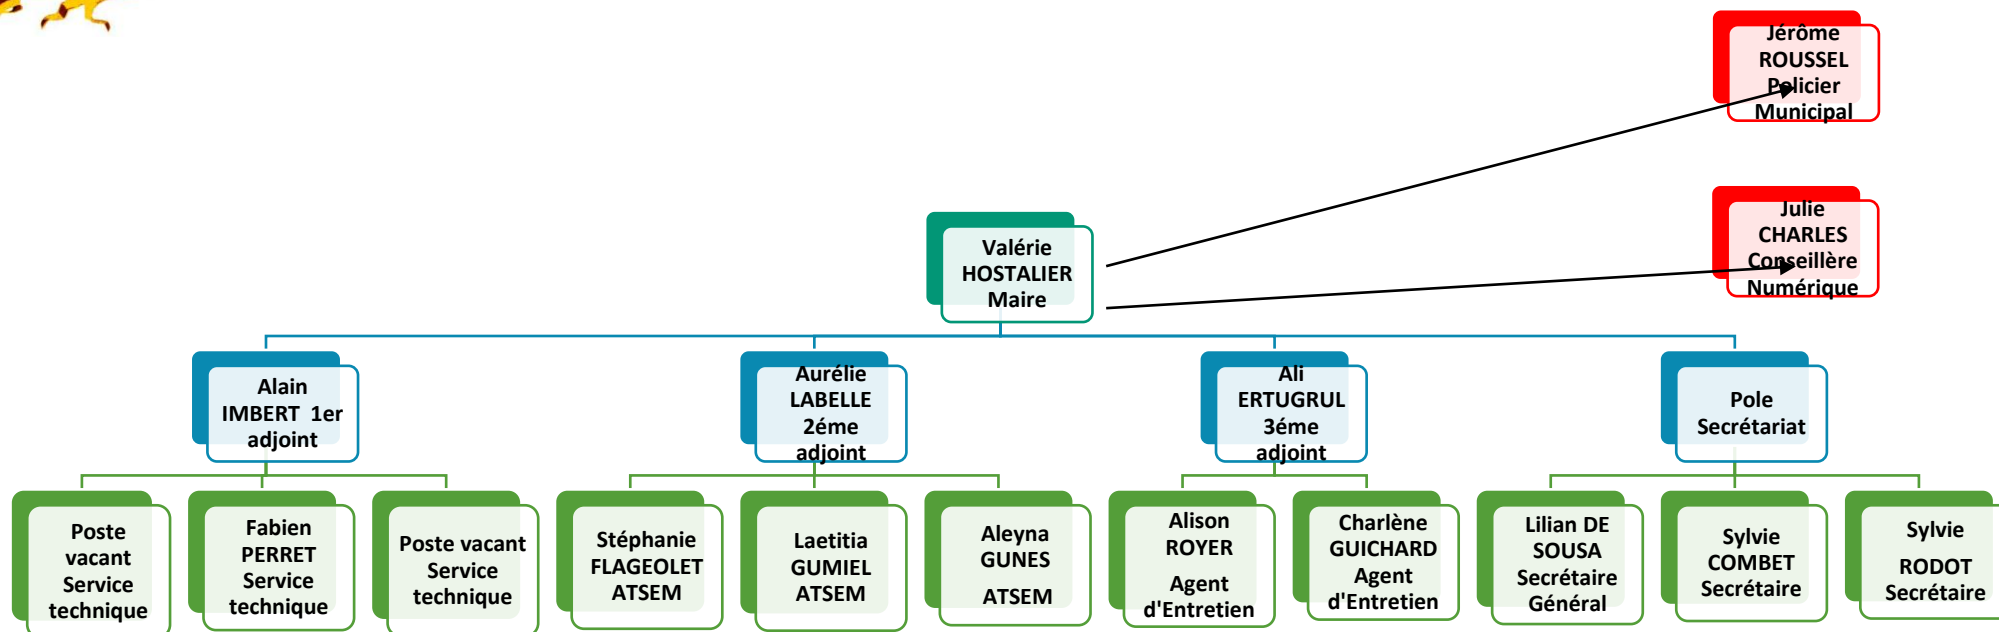 Jérôme
ROUSSEL
Policier
Municipal
Julie
CHARLES
Conseillère
Numérique
Valérie
HOSTALIER
Maire
Alain
IMBERT 1er
adjoint
Aurélie
LABELLE
2éme
adjoint
Ali
ERTUGRUL
3éme
adjoint
Pole
Secrétariat
Poste
vacant
Service
technique
Fabien
PERRET
Service
technique
Poste vacant
Service
technique
Stéphanie
FLAGEOLET
ATSEM
Laetitia
GUMIEL
ATSEM
Aleyna
GUNES
ATSEM
Alison
ROYER
Agent
d'Entretien
Charlène
GUICHARD
Agent
d'Entretien
Lilian DE
SOUSA
Secrétaire
Général
Sylvie
COMBET
Secrétaire
Sylvie
RODOT
Secrétaire